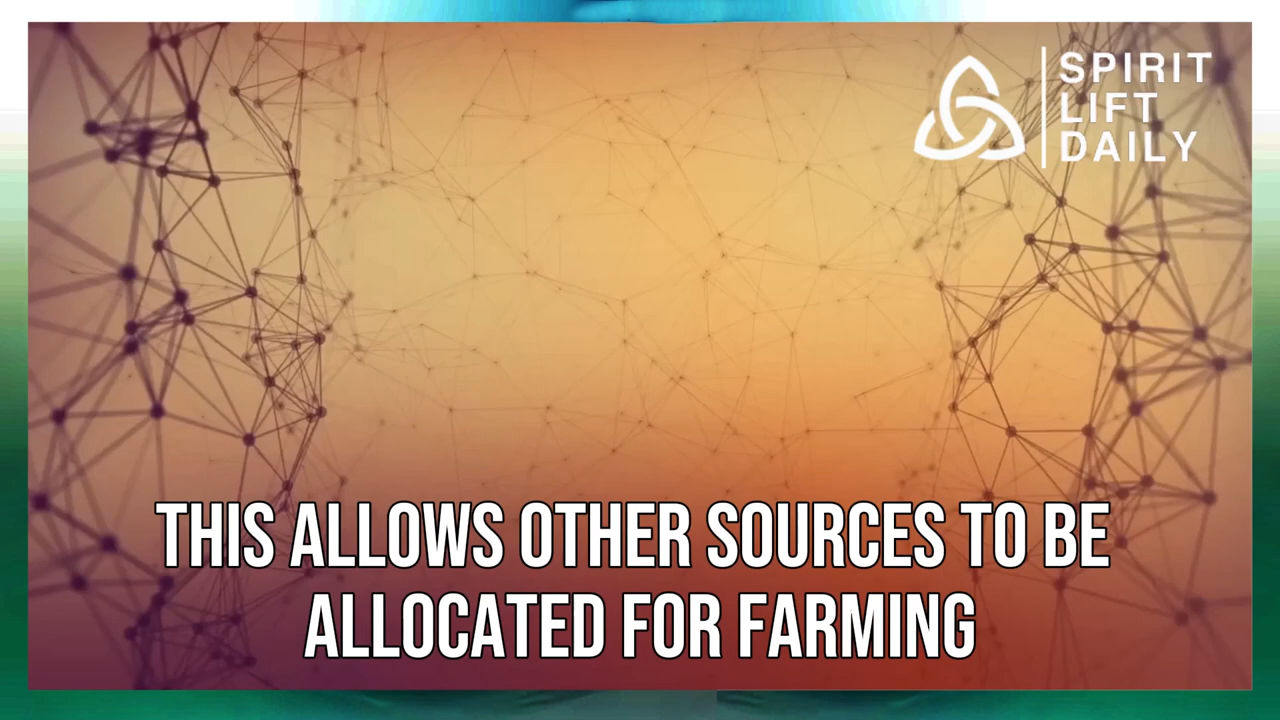 SPIRIT
LIFT
DAILY
THIS ALLOWS OTHER SOURCES TO BE
ALLOCATED FOR FARMING